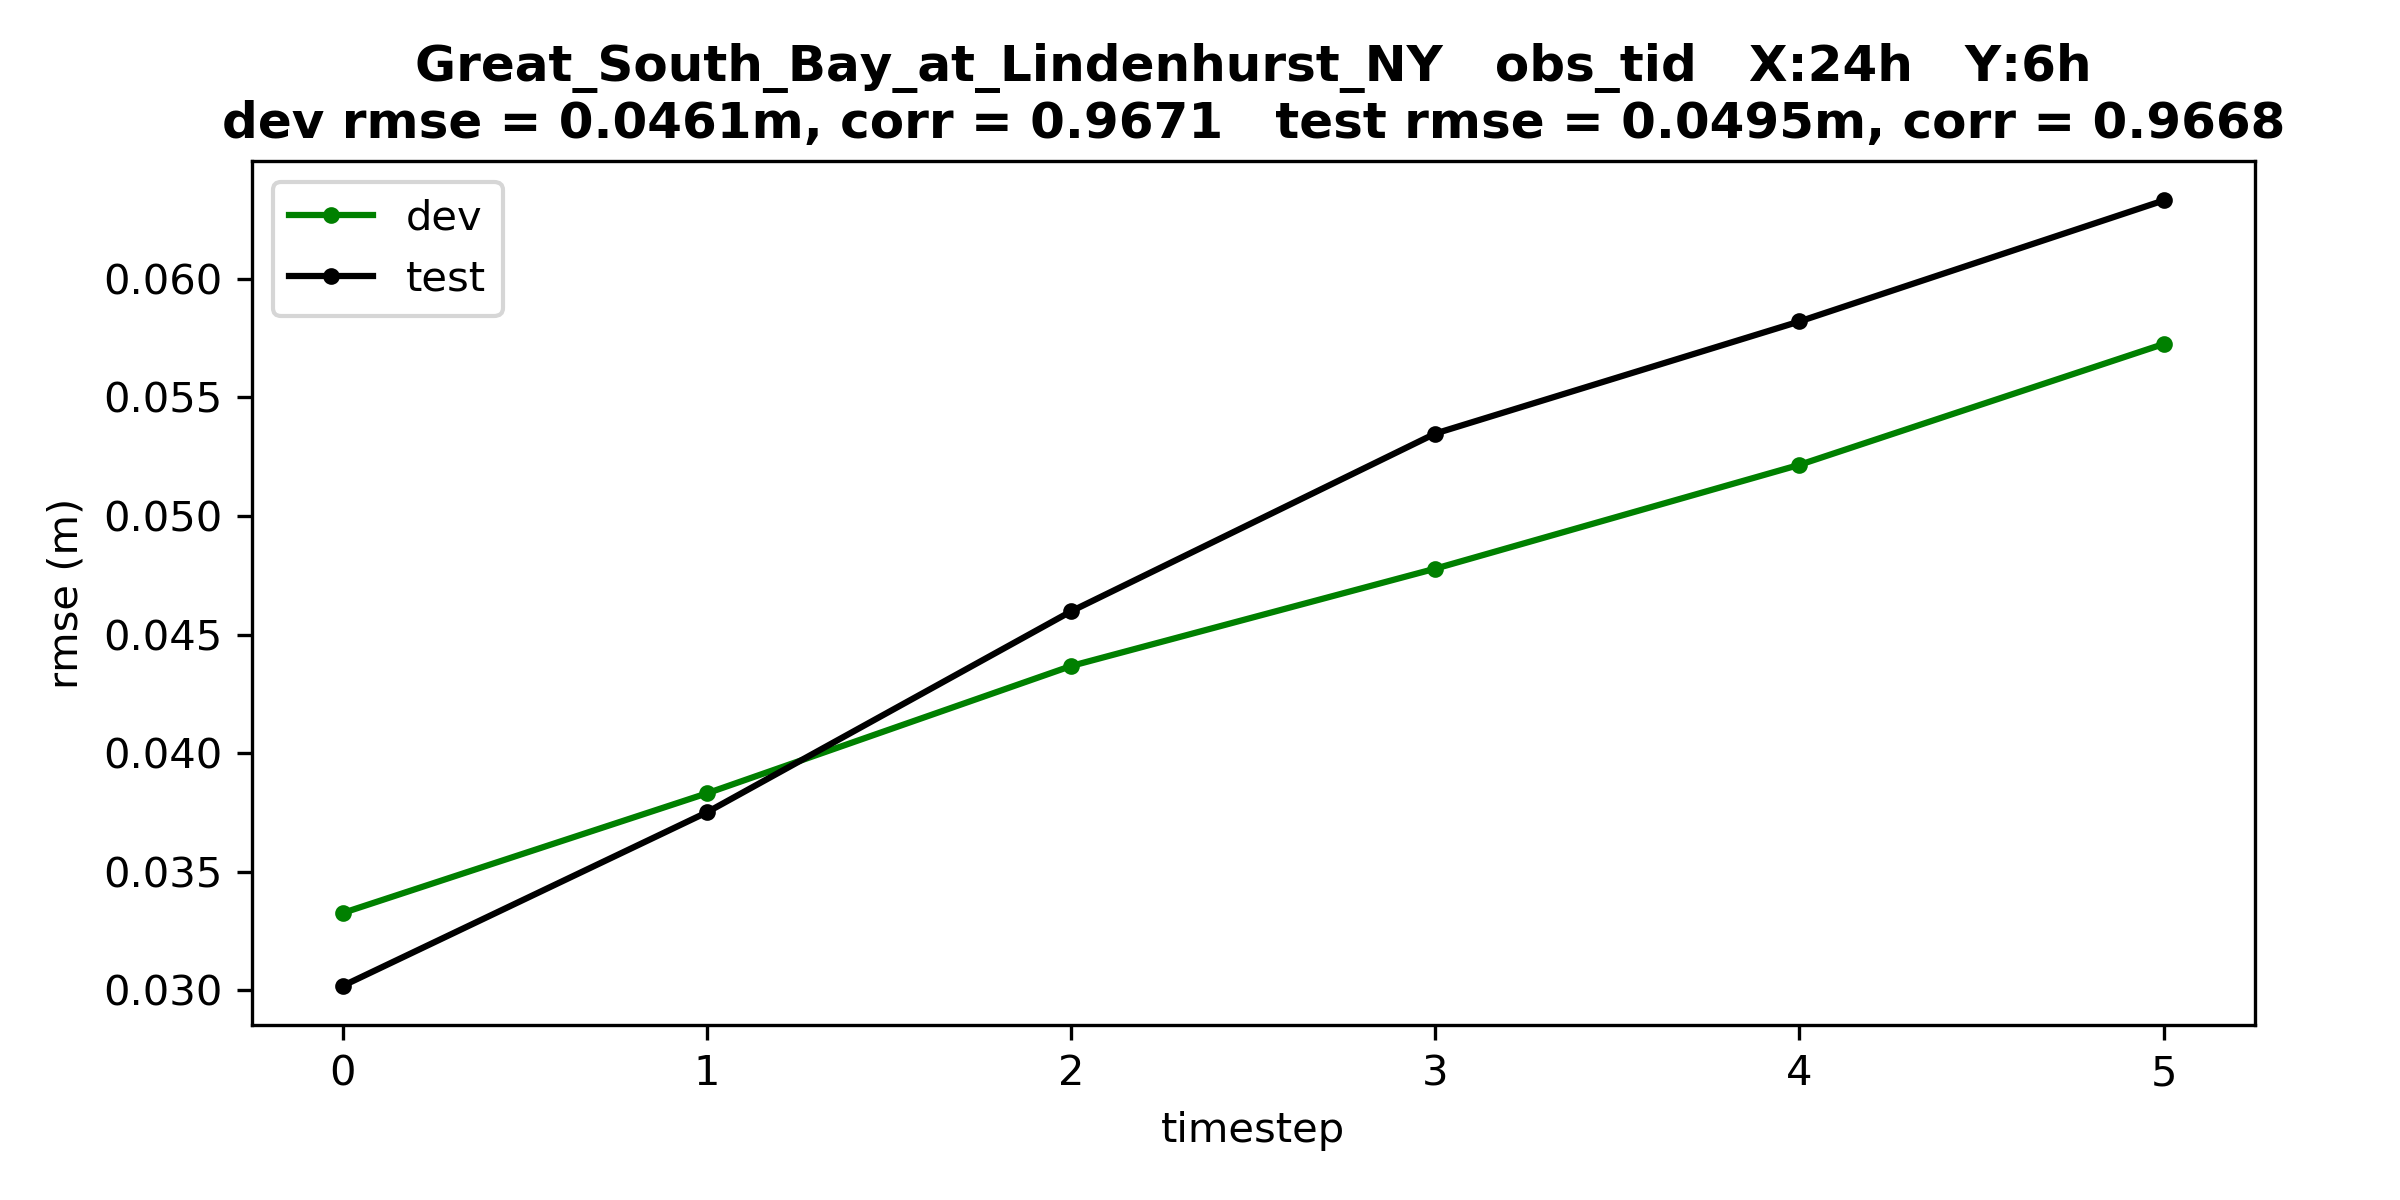 Great_South_Bay_at_Lindenhurst_NY   obs_tid   X:24h   Y:6h
dev rmse = 0.0461m, corr = 0.9671   test rmse = 0.0495m, corr = 0.9668
dev
test
0.060
0.055
0.050
0.045
0.040
0.035
0.030
rmse (m)
0 1 2 3 4 5
timestep